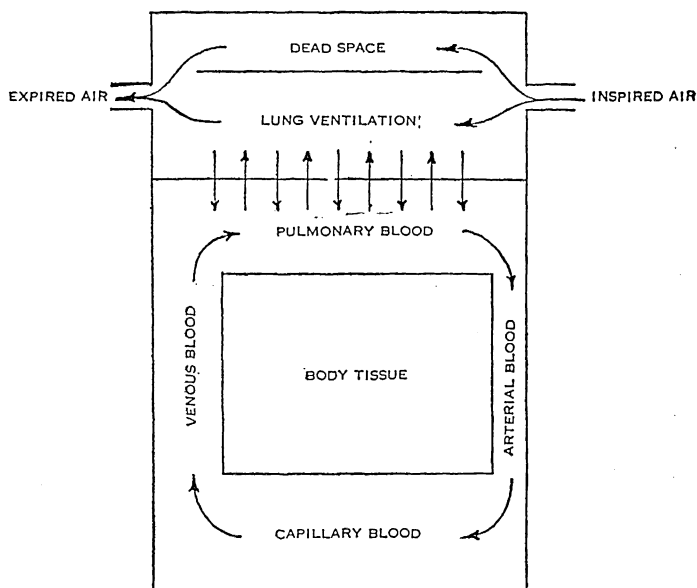 DEAD SPACE
EXPIRED AIR
INSPIRED AIR
LUNG VENTILATION
PULMONARY BLOOD
VENOUS BLOOD
BODY TISSUE
ARTERIAL BLOOD
CAPILLARY BLOOD